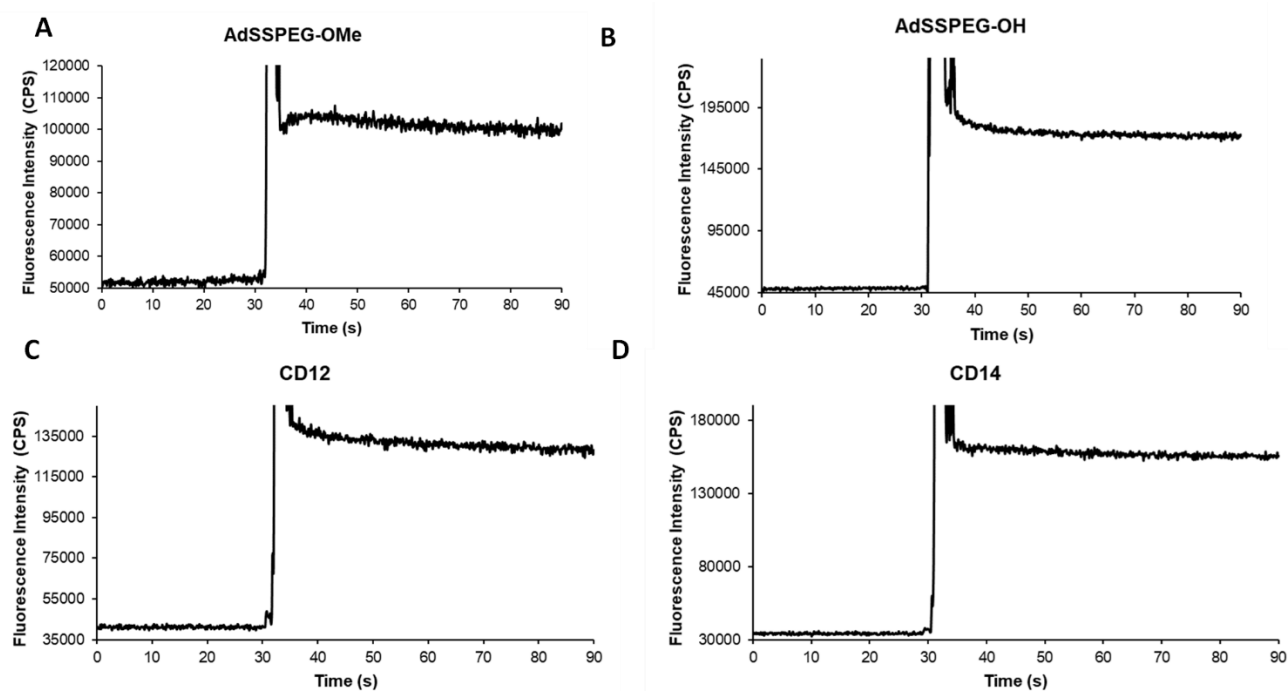 A
AdSSPEG-OMe
Fluorescence Intensity (CPS)
120000
110000
100000
90000
80000
70000
60000
50000
0 10 20 30 40 50 60 70 80 90
Time (s)
B
AdSSPEG-OH
Fluorescence Intensity (CPS)
195000
145000
95000
45000
0 10 20 30 40 50 60 70 80 90
Time (s)
C
CD12
Fluorescence Intensity (CPS)
135000
115000
95000
75000
55000
35000
0 10 20 30 40 50 60 70 80 90
Time (s)
D
CD14
Fluorescence Intensity (CPS)
180000
130000
80000
30000
0 10 20 30 40 50 60 70 80 90
Time (s)